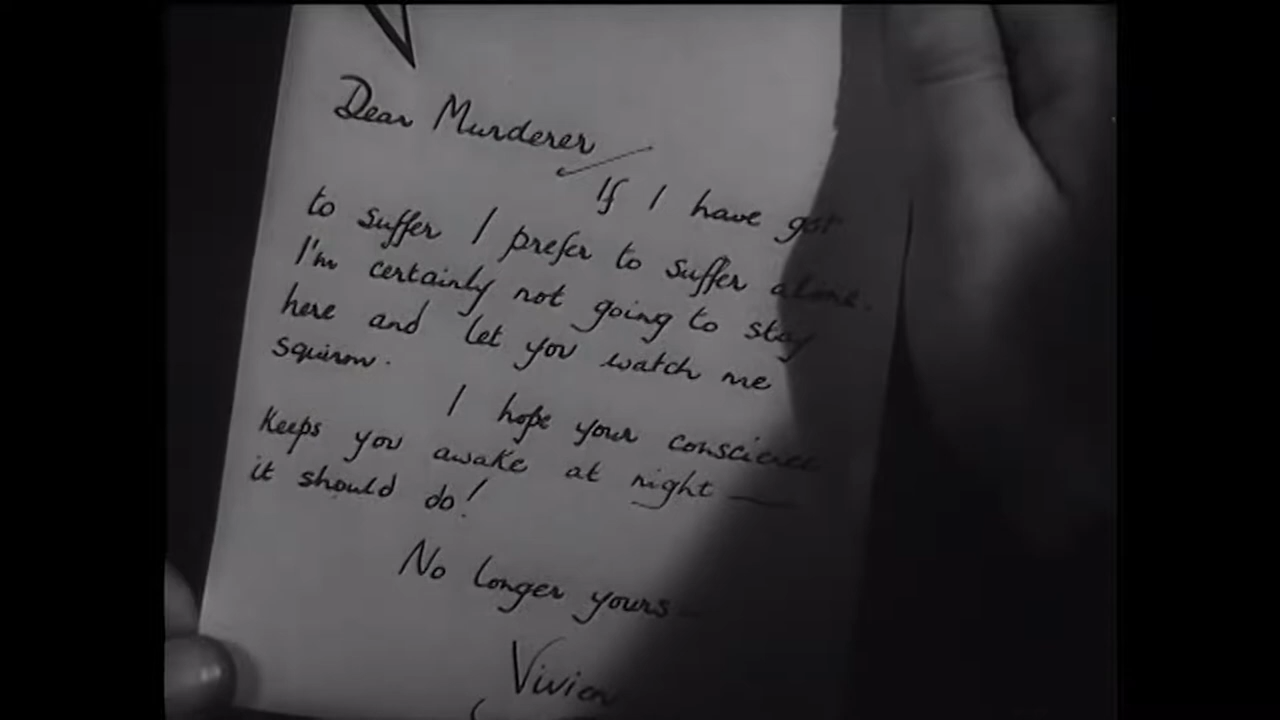 Dear Murderer
If I have got
to suffer I prefer to suffer alone.
I'm certainly not going to stay
here and let you watch me
squirm.
I hope your conscience
keeps you awake at night —
it should do!
No longer yours
Vivien